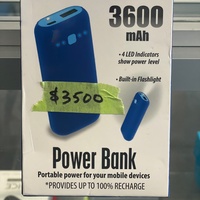 3600
mAh
• 4 LED Indicators
show power level
• Built-in Flashlight
$3500
Power Bank
Portable power for your mobile devices
*PROVIDES UP TO 100% RECHARGE